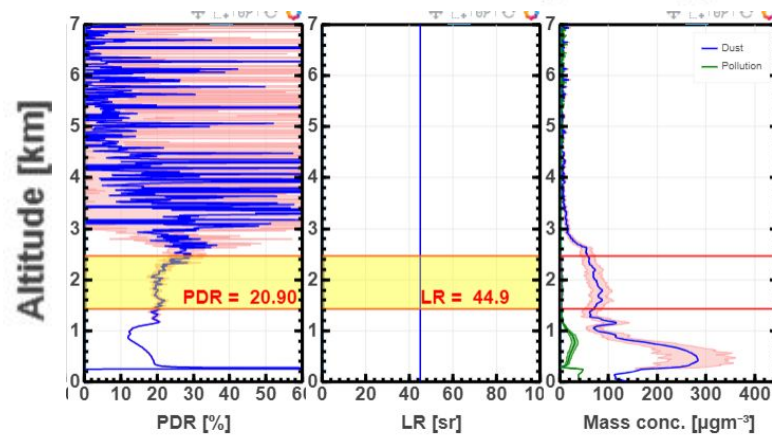 Altitude [km]
7
6
5
4
3
2
1
0
0 10 20 30 40 50 60
PDR [%]
PDR = 20.90
7
6
5
4
3
2
1
0
0 20 40 60 80 100
LR [sr]
LR = 44.9
7
6
5
4
3
2
1
0
0 100 200 300 400
Mass conc. [µgm⁻³]
Dust
Pollution